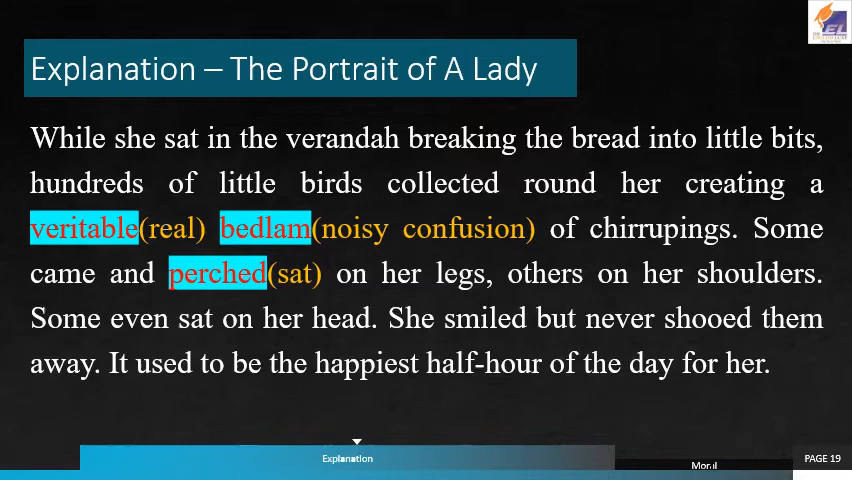 EL
Explanation – The Portrait of A Lady
While she sat in the verandah breaking the bread into little bits,
hundreds of little birds collected round her creating a
veritable(real) bedlam(noisy confusion) of chirrupings. Some
came and perched(sat) on her legs, others on her shoulders.
Some even sat on her head. She smiled but never shooed them
away. It used to be the happiest half-hour of the day for her.
Explanation
Moral
PAGE 19